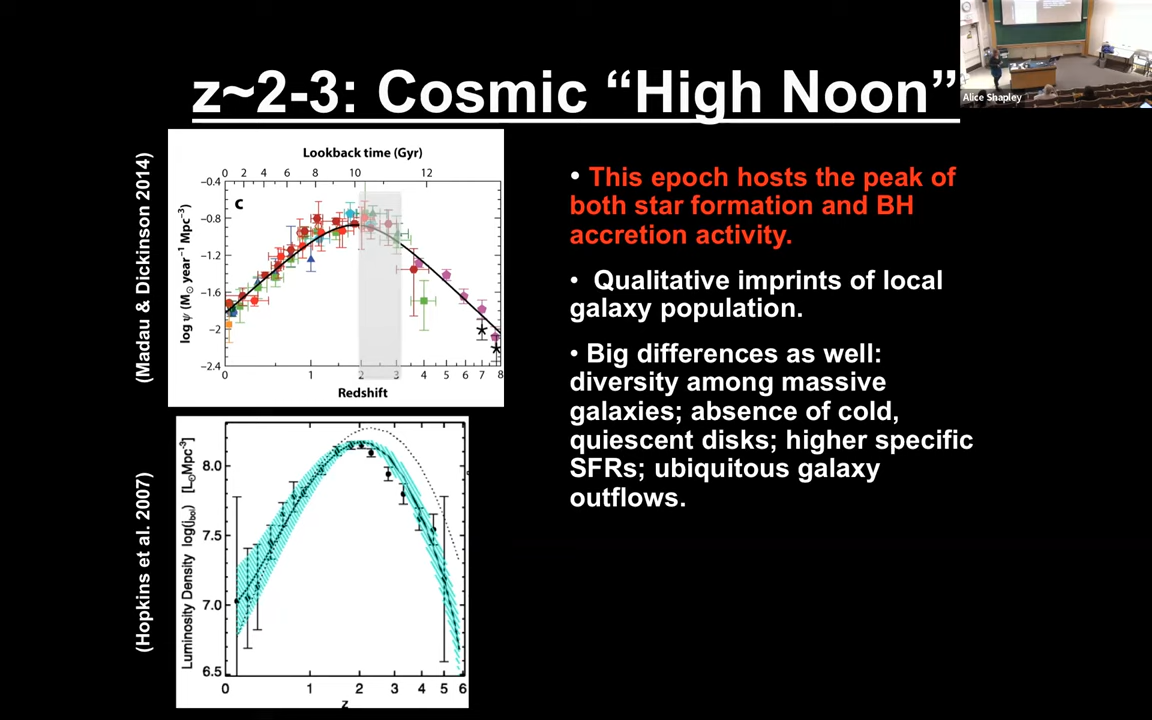 z~2-3: Cosmic “High Noon”
Alice Shapley
(Madau & Dickinson 2014)
Lookback time (Gyr)
0 2 4 6 8 10 12
c
log ψ (M⊙ year−1 Mpc−3)
−0.4
−0.8
−1.2
−1.6
−2
−2.4
0 1 2 3 4 5 6 7 8
Redshift
(Hopkins et al. 2007)
Luminosity Density log(jbol) [L⊙Mpc-3]
8.0
7.5
7.0
6.5
0 1 2 3 4 5 6
z
• This epoch hosts the peak of
both star formation and BH
accretion activity.
• Qualitative imprints of local
galaxy population.
• Big differences as well:
diversity among massive
galaxies; absence of cold,
quiescent disks; higher specific
SFRs; ubiquitous galaxy
outflows.